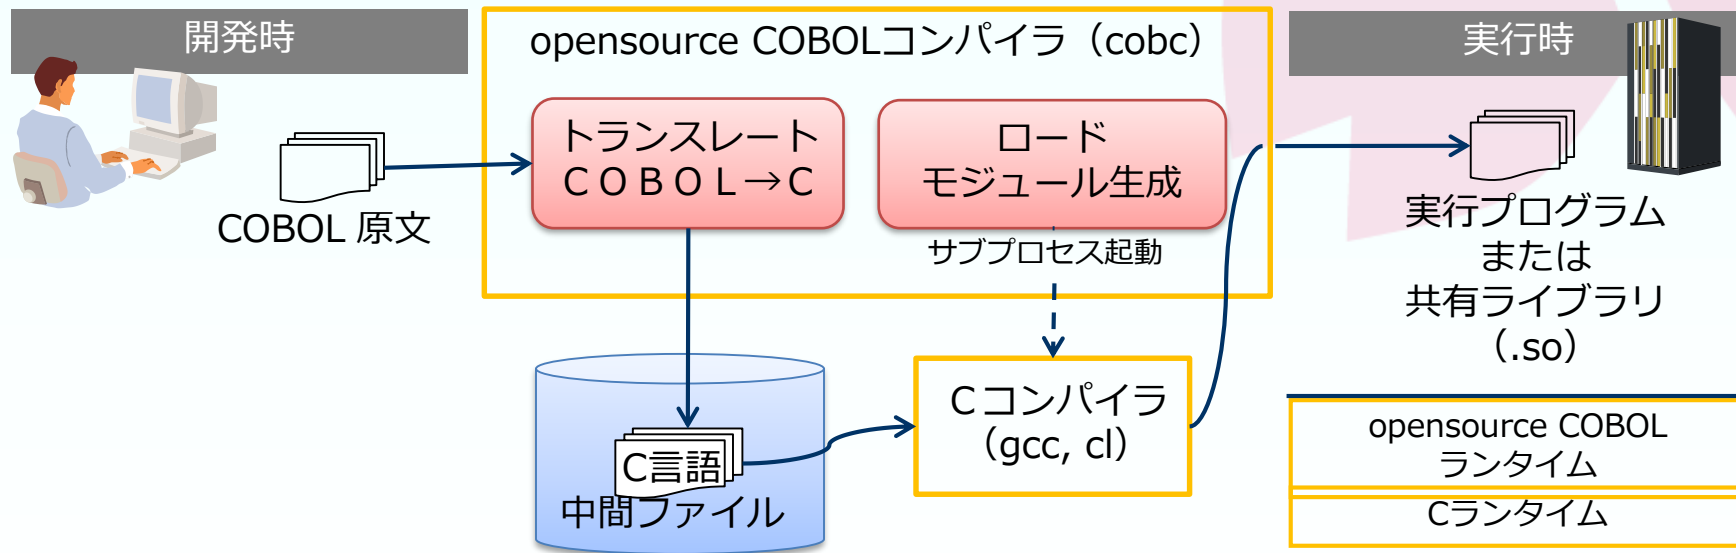 開発時
opensource COBOLコンパイラ（cobc）
実行時
トランスレート
ＣＯＢＯＬ→Ｃ
ロード
モジュール生成
COBOL 原文
サブプロセス起動
実行プログラム
または
共有ライブラリ
（.so）
Ｃコンパイラ
（gcc, cl）
C言語
中間ファイル
opensource COBOL
ランタイム
Cランタイム